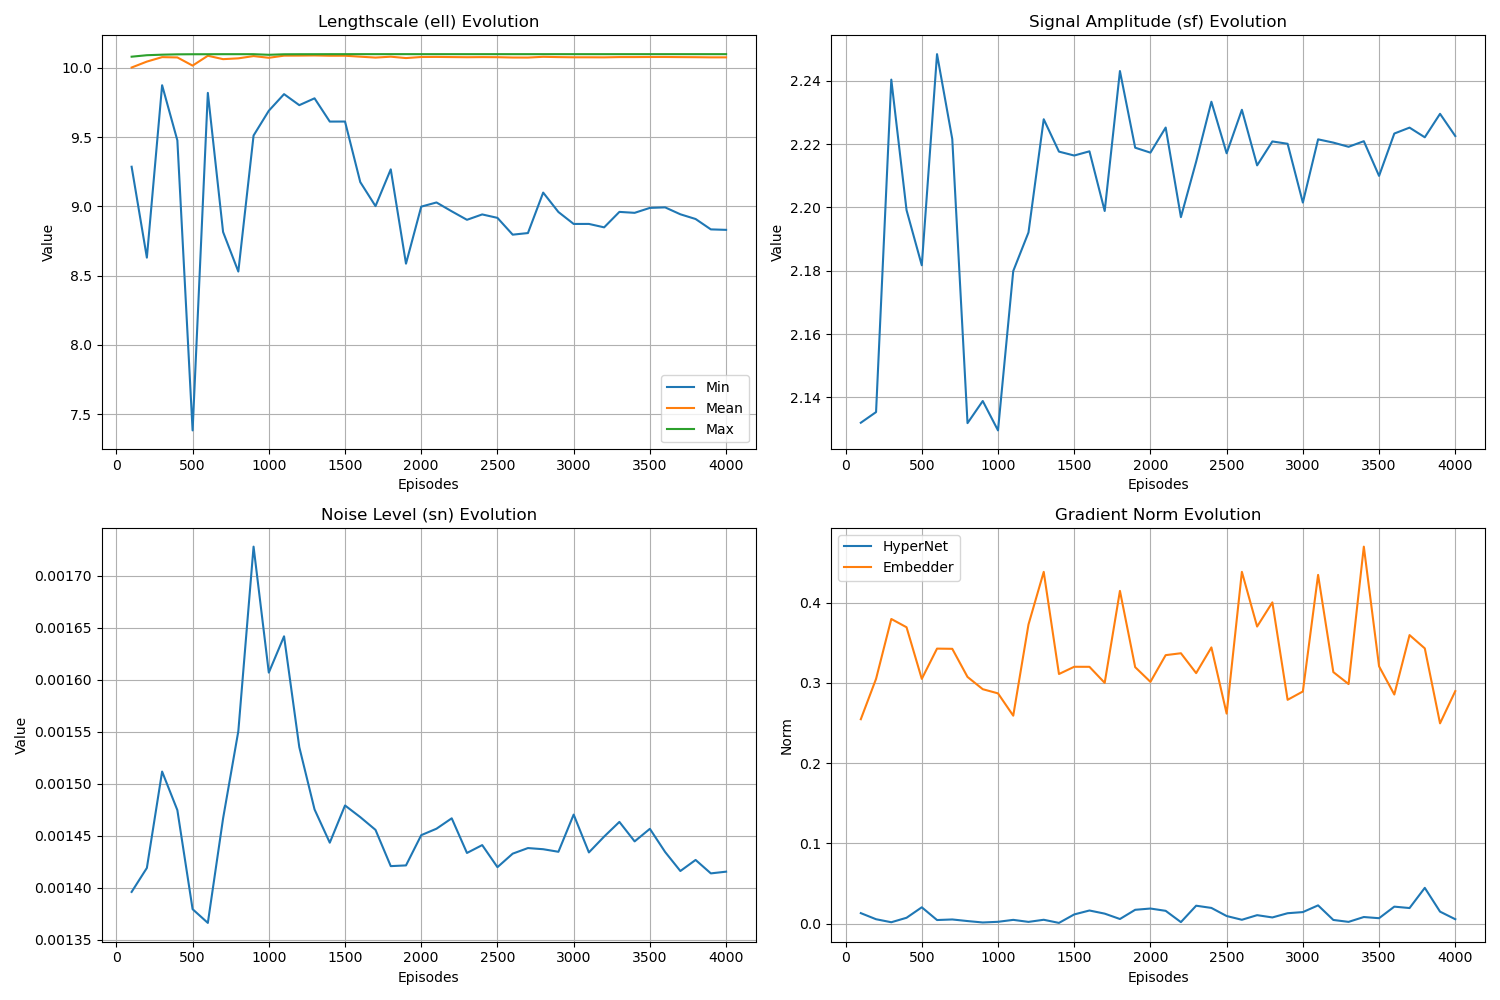 Lengthscale (ell) Evolution
Value
10.0
9.5
9.0
8.5
8.0
7.5
Min
Mean
Max
0 500 1000 1500 2000 2500 3000 3500 4000
Episodes
Signal Amplitude (sf) Evolution
Value
2.24
2.22
2.20
2.18
2.16
2.14
0 500 1000 1500 2000 2500 3000 3500 4000
Episodes
Noise Level (sn) Evolution
Value
0.00170
0.00165
0.00160
0.00155
0.00150
0.00145
0.00140
0.00135
0 500 1000 1500 2000 2500 3000 3500 4000
Episodes
Gradient Norm Evolution
HyperNet
Embedder
Norm
0.4
0.3
0.2
0.1
0.0
0 500 1000 1500 2000 2500 3000 3500 4000
Episodes